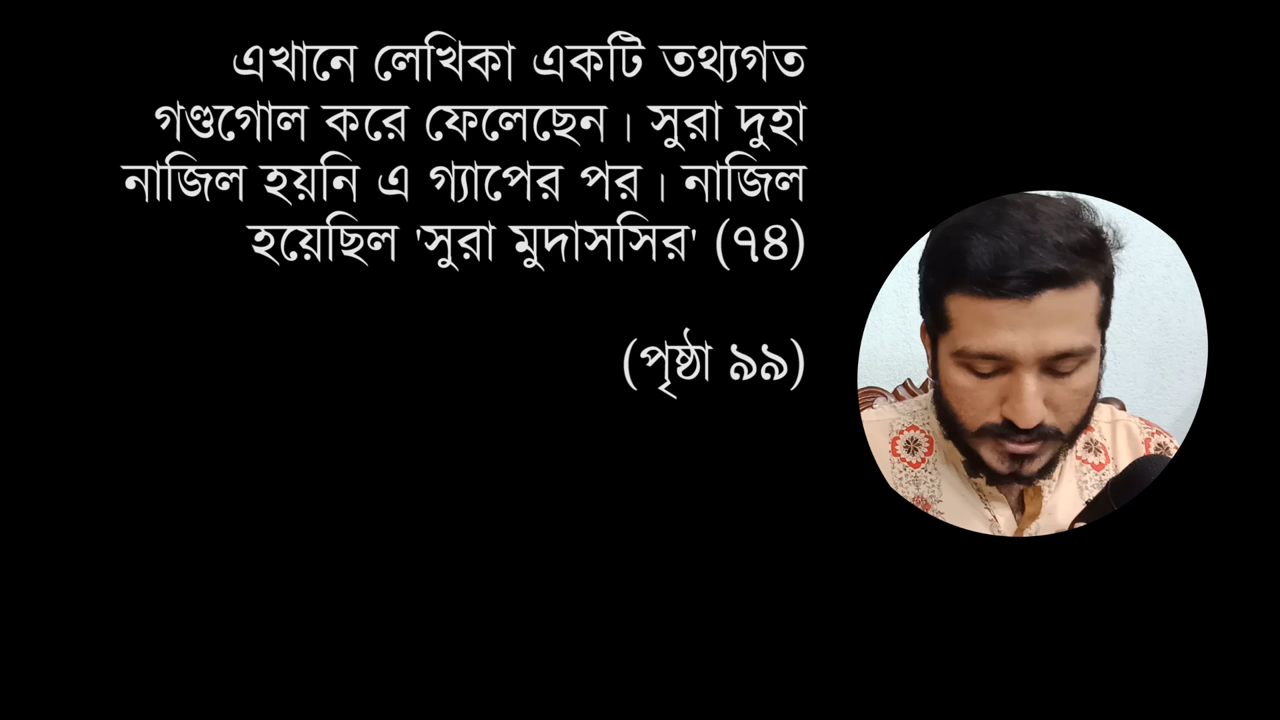 এখানে লেখিকা একটি তথ্যগত
গণ্ডগোল করে ফেলেছেন। সুরা দুহা
নাজিল হয়নি এ গ্যাপের পর। নাজিল
হয়েছিল 'সুরা মুদাসসির' (৭৪)
(পৃষ্ঠা ৯৯)